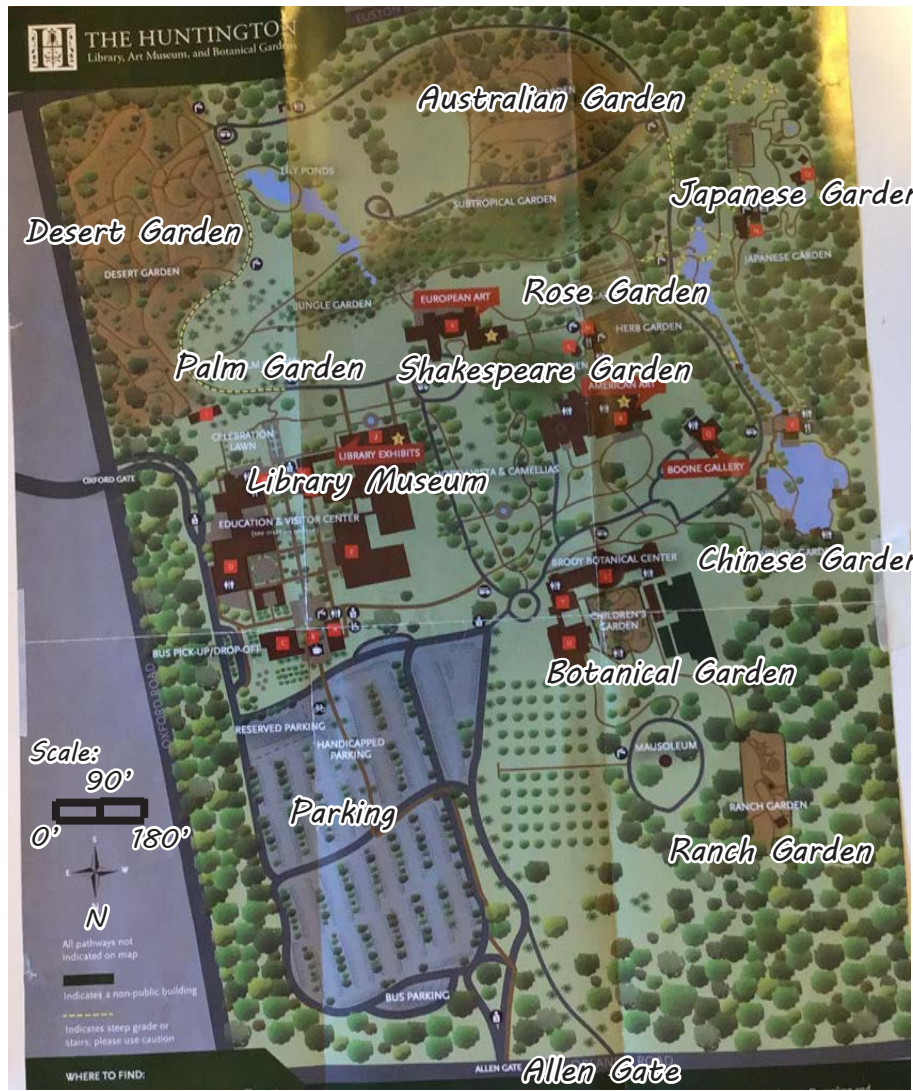 THE HUNTINGTON
Library, Art Museum, and Botanical Gardens
EUSTON
Australian Garden
LILY PONDS
Japanese Garden
SUBTROPICAL GARDEN
Desert Garden
DESERT GARDEN
JAPANESE GARDEN
Rose Garden
EUROPEAN ART
JUNGLE GARDEN
HERB GARDEN
Palm Garden
Shakespeare Garden
AMERICAN ART
CELEBRATION
LAWN
LIBRARY EXHIBITS
BOONE GALLERY
& CAMELLIAS
OXFORD GATE
Library Museum
EDUCATION & VISITOR CENTER
BRODY BOTANICAL CENTER
Chinese Garden
CHILDREN'S
GARDEN
BUS PICK-UP/DROP-OFF
Botanical Garden
OXFORD ROAD
RESERVED PARKING
HANDICAPPED
PARKING
MAUSOLEUM
Scale:
90'
0' 180'
Parking
RANCH GARDEN
Ranch Garden
S
E W
N
All pathways not
indicated on map
Indicates a non-public building
Indicates steep grade or
stairs; please use caution
BUS PARKING
WHERE TO FIND:
ALLEN GATE
Allen Gate
ROAD